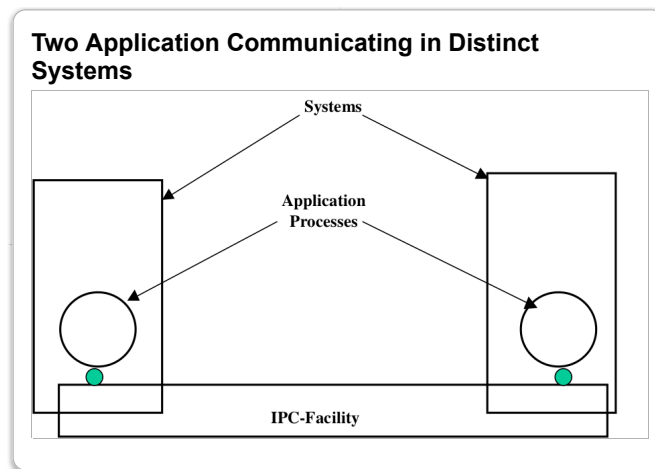 Two Application Communicating in Distinct
Systems
Systems
Application
Processes
IPC-Facility